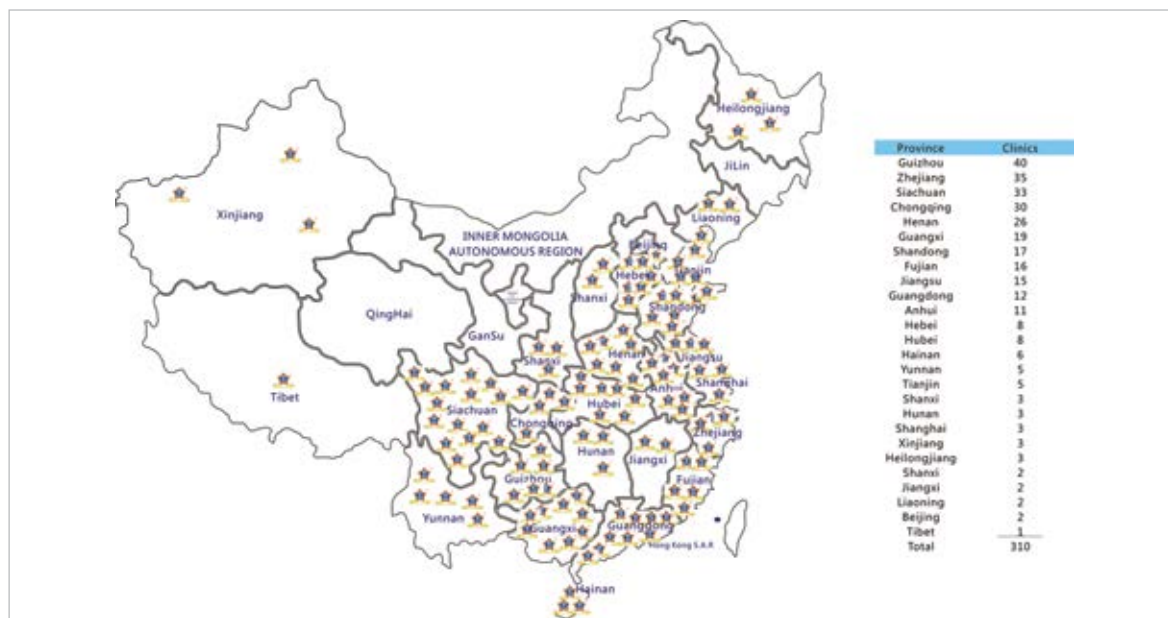 Heilongjiang
JiLin
Liaoning
Xinjiang
INNER MONGOLIA
AUTONOMOUS REGION
Beijing
Hebei
Tianjin
Shanxi
Shandong
QingHai
GanSu
Shanxi
Henan
Jiangsu
Tibet
Siachuan
Hubei
Anhui
Shanghai
Chongqing
Zhejiang
Hunan
Jiangxi
Guizhou
Fujian
Yunnan
Guangxi
Guangdong
Hong Kong S.A.R
Hainan
Province Clinics
Guizhou 40
Zhejiang 35
Siachuan 33
Chongqing 30
Henan 26
Guangxi 19
Shandong 17
Fujian 16
Jiangsu 15
Guangdong 12
Anhui 11
Hebei 8
Hubei 8
Hainan 6
Yunnan 5
Tianjin 5
Shanxi 3
Hunan 3
Shanghai 3
Xinjiang 3
Heilongjiang 3
Shanxi 2
Jiangxi 2
Liaoning 2
Beijing 2
Tibet 1
Total 310